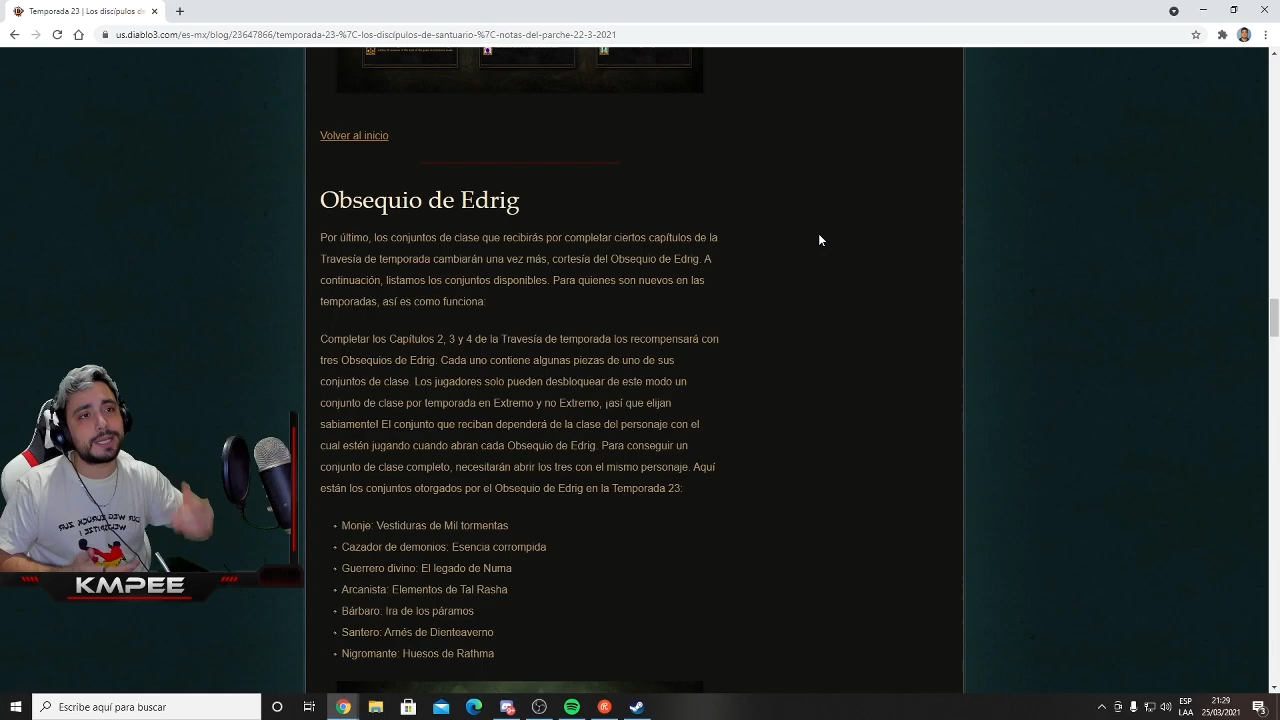 Temporada 23 | Los discípulos de
us.diablo3.com/es-mx/blog/23647866/temporada-23-%7C-los-discípulos-de-santuario-%7C-notas-del-parche-22-3-2021
Volver al inicio
Obsequio de Edrig
Por último, los conjuntos de clase que recibirás por completar ciertos capítulos de la
Travesía de temporada cambiarán una vez más, cortesía del Obsequio de Edrig. A
continuación, listamos los conjuntos disponibles. Para quienes son nuevos en las
temporadas, así es como funciona:
Completar los Capítulos 2, 3 y 4 de la Travesía de temporada los recompensará con
tres Obsequios de Edrig. Cada uno contiene algunas piezas de uno de sus
conjuntos de clase. Los jugadores solo pueden desbloquear de este modo un
conjunto de clase por temporada en Extremo y no Extremo, ¡así que elijan
sabiamente! El conjunto que reciban dependerá de la clase del personaje con el
cual estén jugando cuando abran cada Obsequio de Edrig. Para conseguir un
conjunto de clase completo, necesitarán abrir los tres con el mismo personaje. Aquí
están los conjuntos otorgados por el Obsequio de Edrig en la Temporada 23:
Monje: Vestiduras de Mil tormentas
Cazador de demonios: Esencia corrompida
Guerrero divino: El legado de Numa
Arcanista: Elementos de Tal Rasha
Bárbaro: Ira de los páramos
Santero: Arnés de Dienteaverno
Nigromante: Huesos de Rathma
KMPEE
Escribe aquí para buscar
ESP
LAA
21:29
25/03/2021